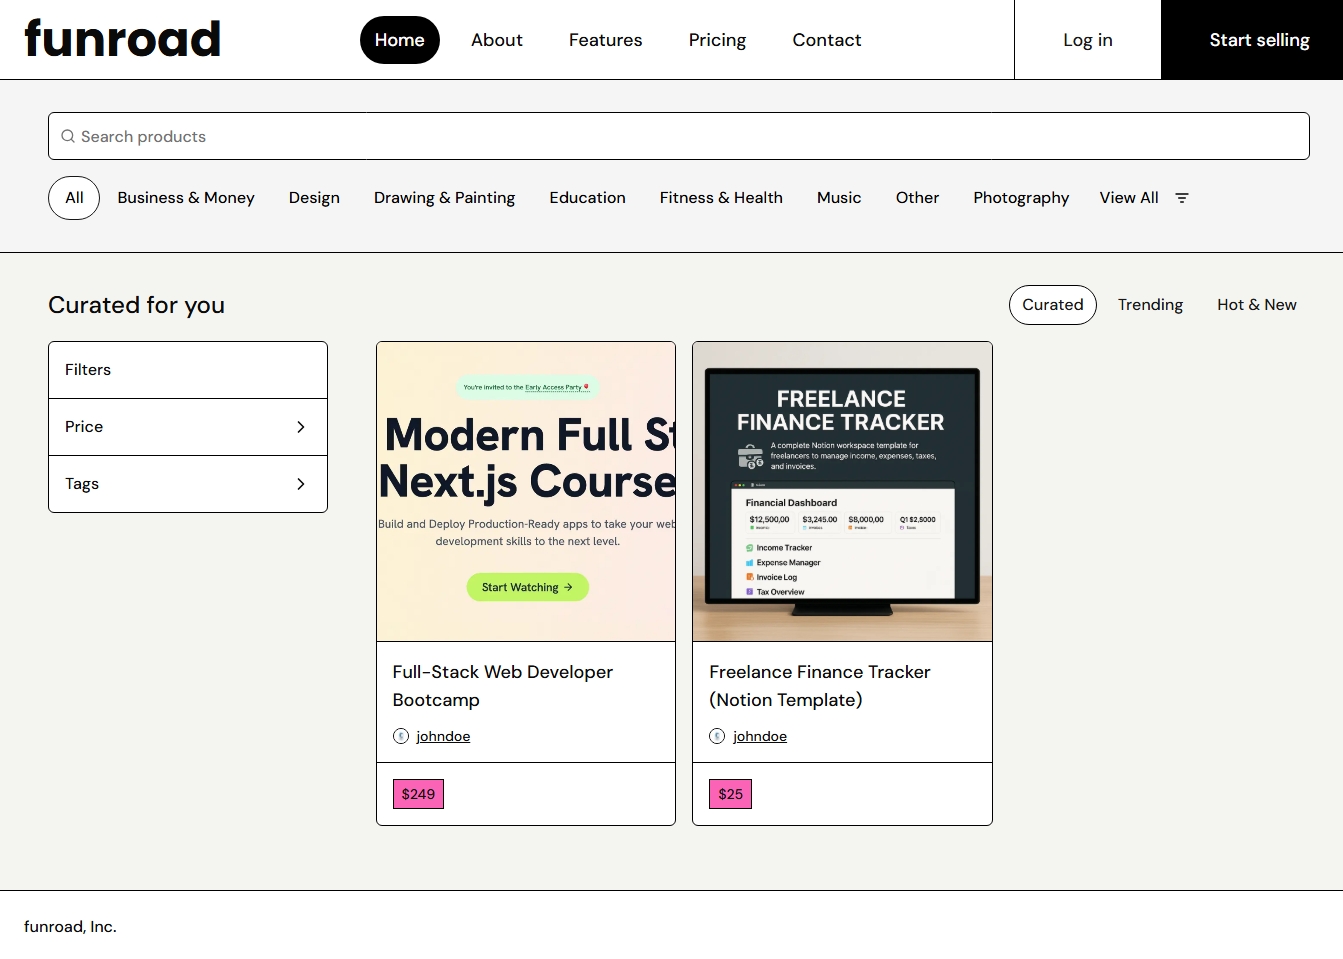 funroad
Home
About
Features
Pricing
Contact
Log in
Start selling
Search products
All
Business & Money
Design
Drawing & Painting
Education
Fitness & Health
Music
Other
Photography
View All
Curated for you
Curated
Trending
Hot & New
Filters
Price
Tags
You're invited to the Early Access Party
Modern Full St
Next.js Course
Build and Deploy Production-Ready apps to take your web
development skills to the next level.
Start Watching →
Full-Stack Web Developer
Bootcamp
johndoe
$249
FREELANCE
FINANCE TRACKER
A complete Notion workspace template for
freelancers to manage income, expenses, taxes,
and invoices.
Financial Dashboard
$12,500,00
$3,245.00
$8,000,00
Q1 $2,8000
Income Tracker
Expense Manager
Invoice Log
Tax Overview
Freelance Finance Tracker
(Notion Template)
johndoe
$25
funroad, Inc.